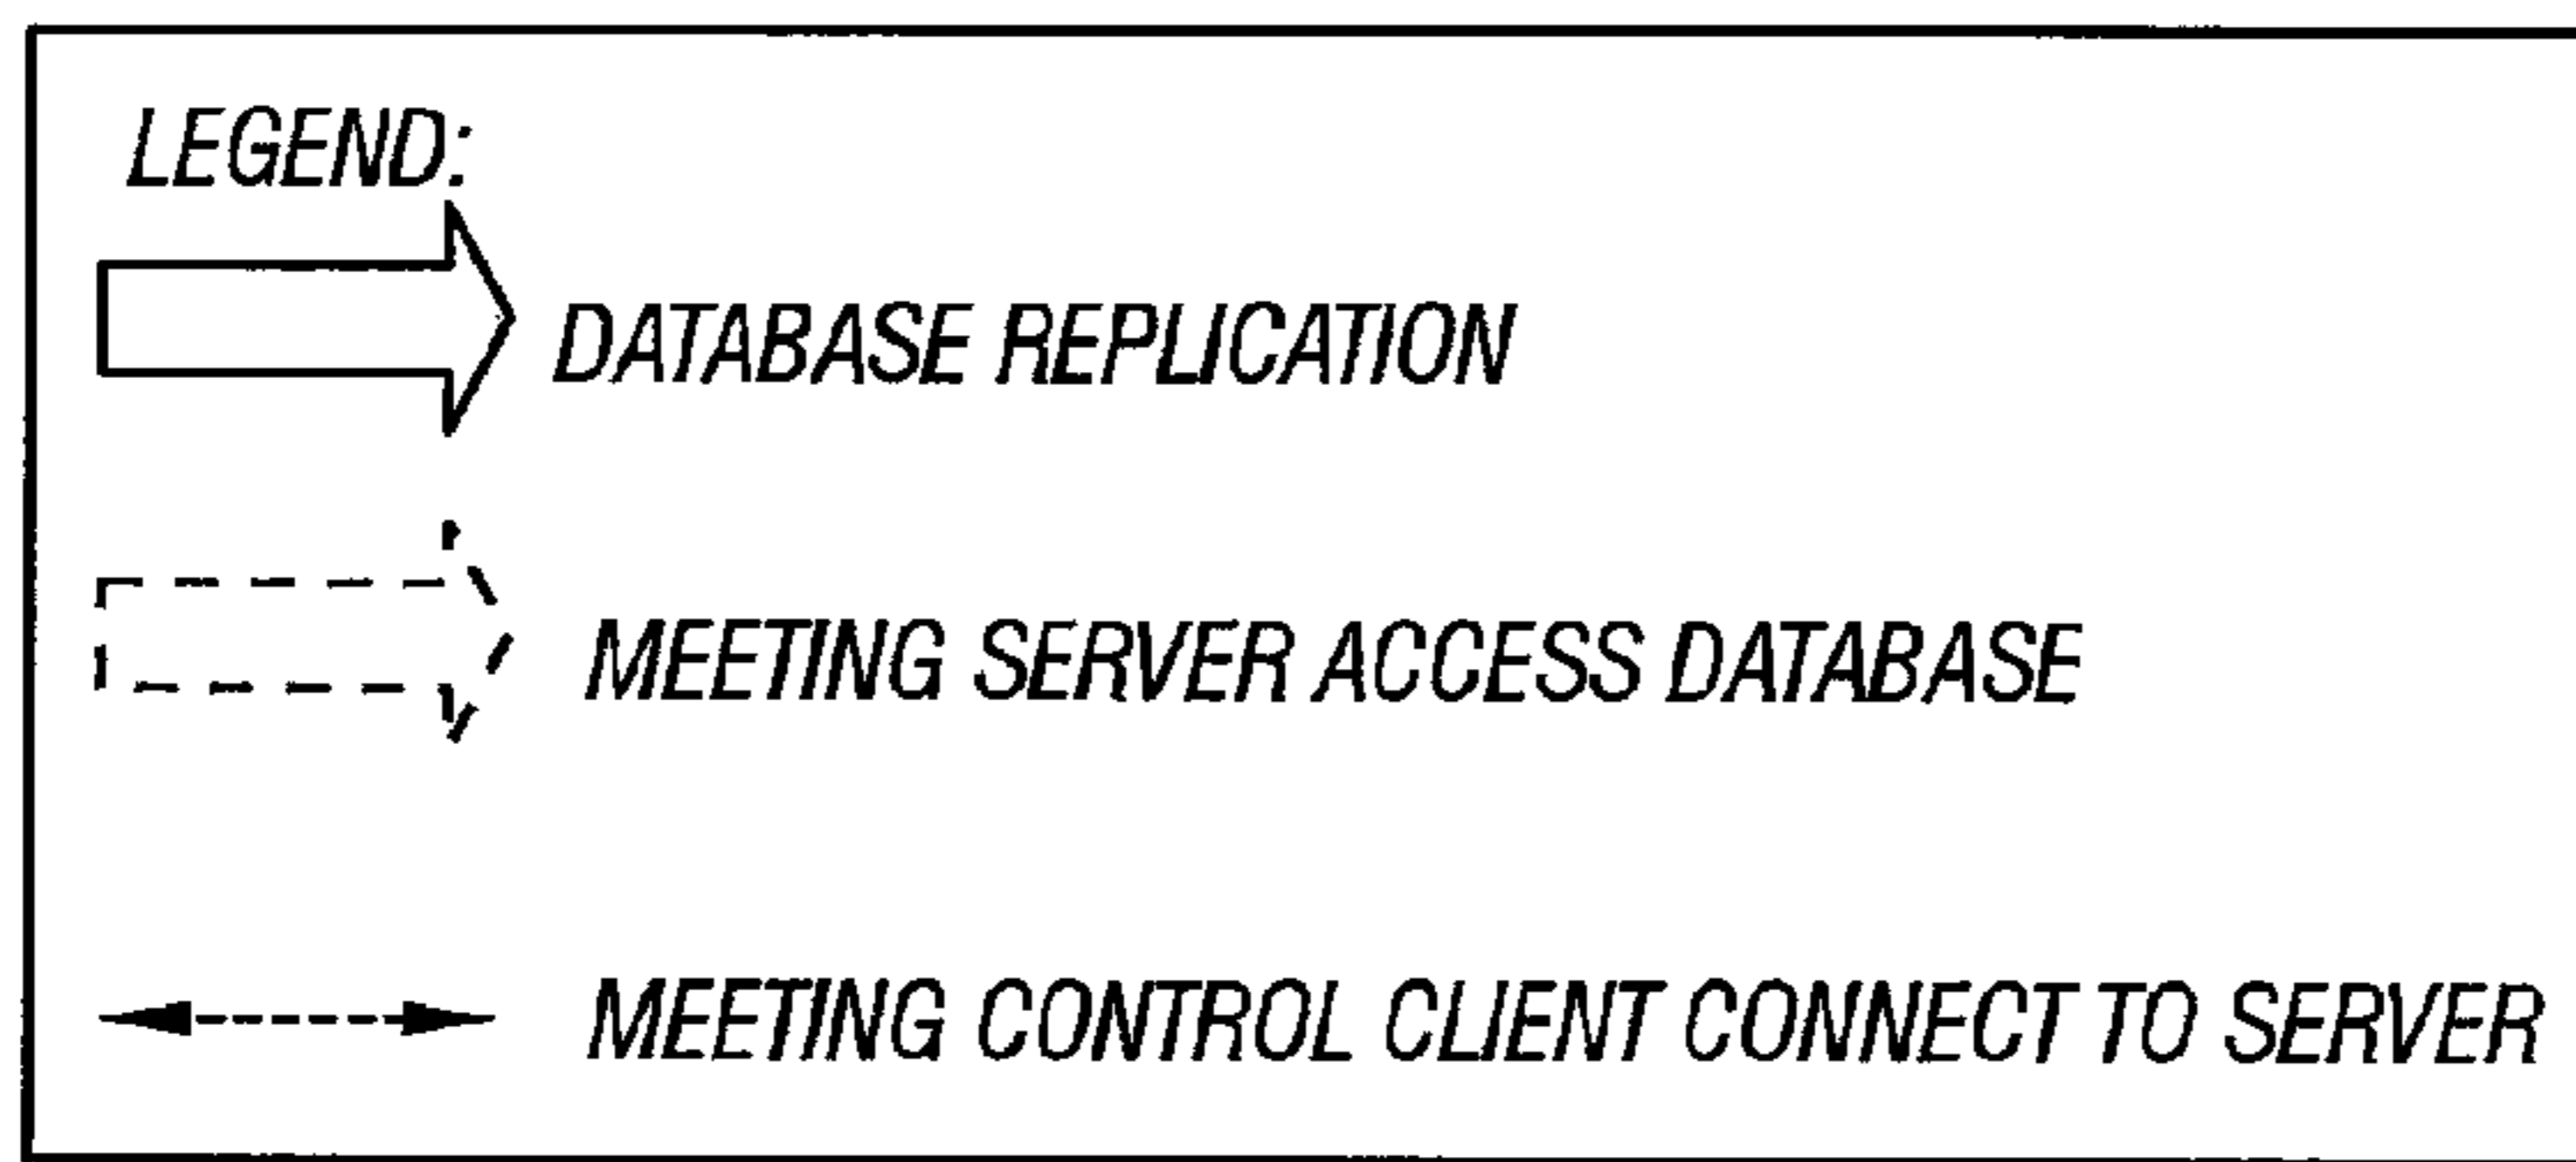 LEGEND:
DATABASE REPLICATION
MEETING SERVER ACCESS DATABASE
MEETING CONTROL CLIENT CONNECT TO SERVER